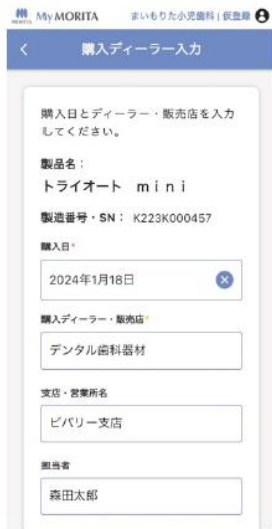 MORITA My MORITA まいもりた小児歯科 | 仮登録
購入ディーラー入力
購入日とディーラー・販売店を入力
してください。
製品名：
トライオート ｍｉｎｉ
製造番号・SN： K223K000457
購入日*
2024年1月18日
購入ディーラー・販売店*
デンタル歯科器材
支店・営業所名
ビバリー支店
担当者
森田太郎